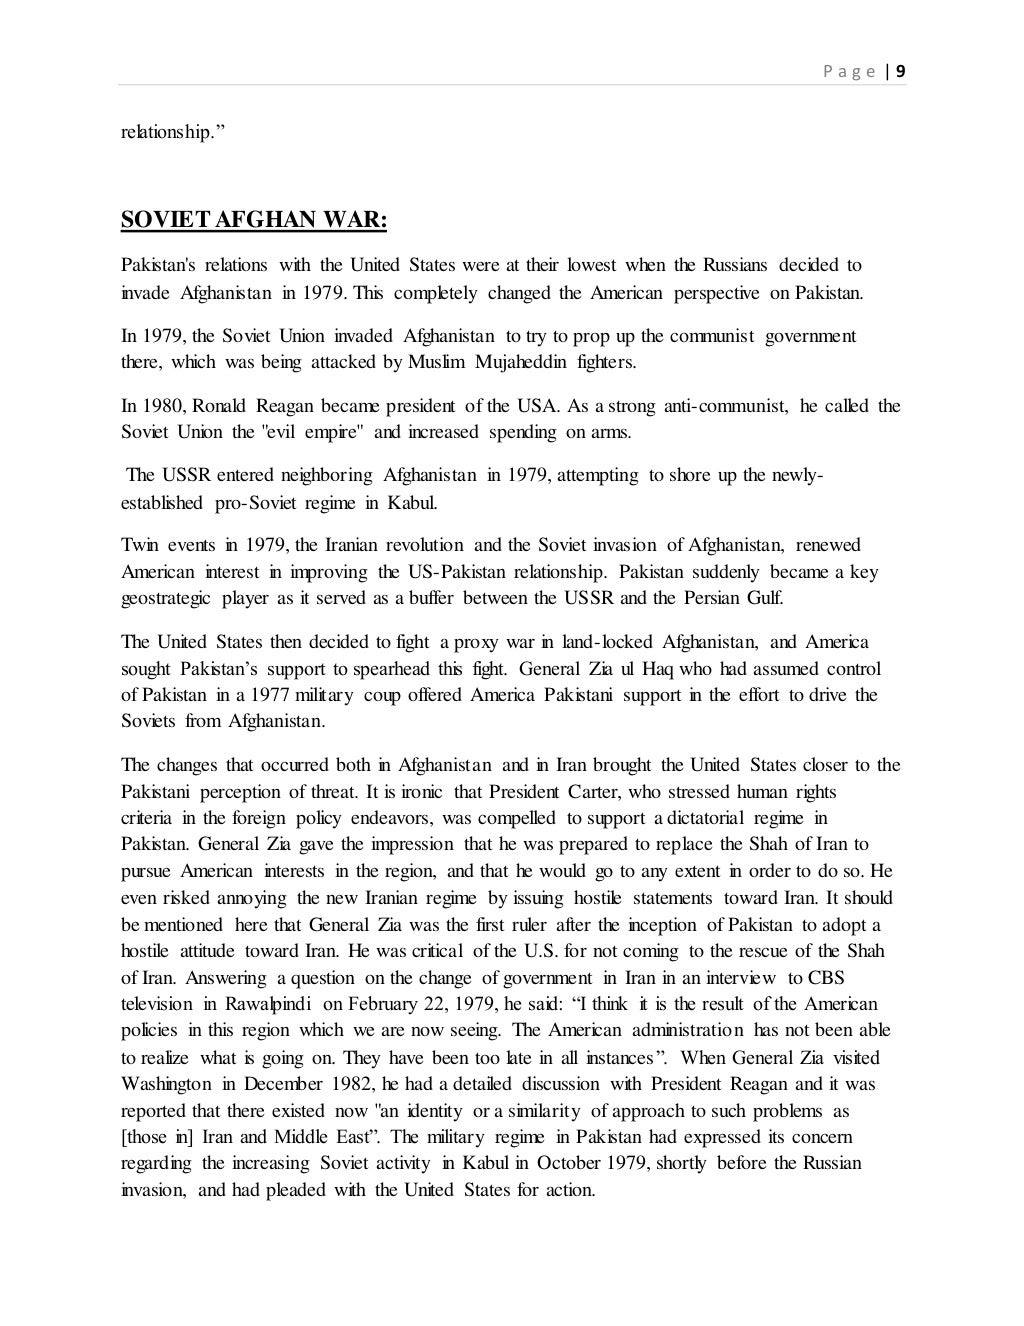 Page | 9
relationship.”
SOVIET AFGHAN WAR:
Pakistan's relations with the United States were at their lowest when the Russians decided to
invade Afghanistan in 1979. This completely changed the American perspective on Pakistan.
In 1979, the Soviet Union invaded Afghanistan to try to prop up the communist government
there, which was being attacked by Muslim Mujaheddin fighters.
In 1980, Ronald Reagan became president of the USA. As a strong anti-communist, he called the
Soviet Union the "evil empire" and increased spending on arms.
The USSR entered neighboring Afghanistan in 1979, attempting to shore up the newly-
established pro-Soviet regime in Kabul.
Twin events in 1979, the Iranian revolution and the Soviet invasion of Afghanistan, renewed
American interest in improving the US-Pakistan relationship. Pakistan suddenly became a key
geostrategic player as it served as a buffer between the USSR and the Persian Gulf.
The United States then decided to fight a proxy war in land-locked Afghanistan, and America
sought Pakistan’s support to spearhead this fight. General Zia ul Haq who had assumed control
of Pakistan in a 1977 military coup offered America Pakistani support in the effort to drive the
Soviets from Afghanistan.
The changes that occurred both in Afghanistan and in Iran brought the United States closer to the
Pakistani perception of threat. It is ironic that President Carter, who stressed human rights
criteria in the foreign policy endeavors, was compelled to support a dictatorial regime in
Pakistan. General Zia gave the impression that he was prepared to replace the Shah of Iran to
pursue American interests in the region, and that he would go to any extent in order to do so. He
even risked annoying the new Iranian regime by issuing hostile statements toward Iran. It should
be mentioned here that General Zia was the first ruler after the inception of Pakistan to adopt a
hostile attitude toward Iran. He was critical of the U.S. for not coming to the rescue of the Shah
of Iran. Answering a question on the change of government in Iran in an interview to CBS
television in Rawalpindi on February 22, 1979, he said: “I think it is the result of the American
policies in this region which we are now seeing. The American administration has not been able
to realize what is going on. They have been too late in all instances”. When General Zia visited
Washington in December 1982, he had a detailed discussion with President Reagan and it was
reported that there existed now "an identity or a similarity of approach to such problems as
[those in] Iran and Middle East”. The military regime in Pakistan had expressed its concern
regarding the increasing Soviet activity in Kabul in October 1979, shortly before the Russian
invasion, and had pleaded with the United States for action.